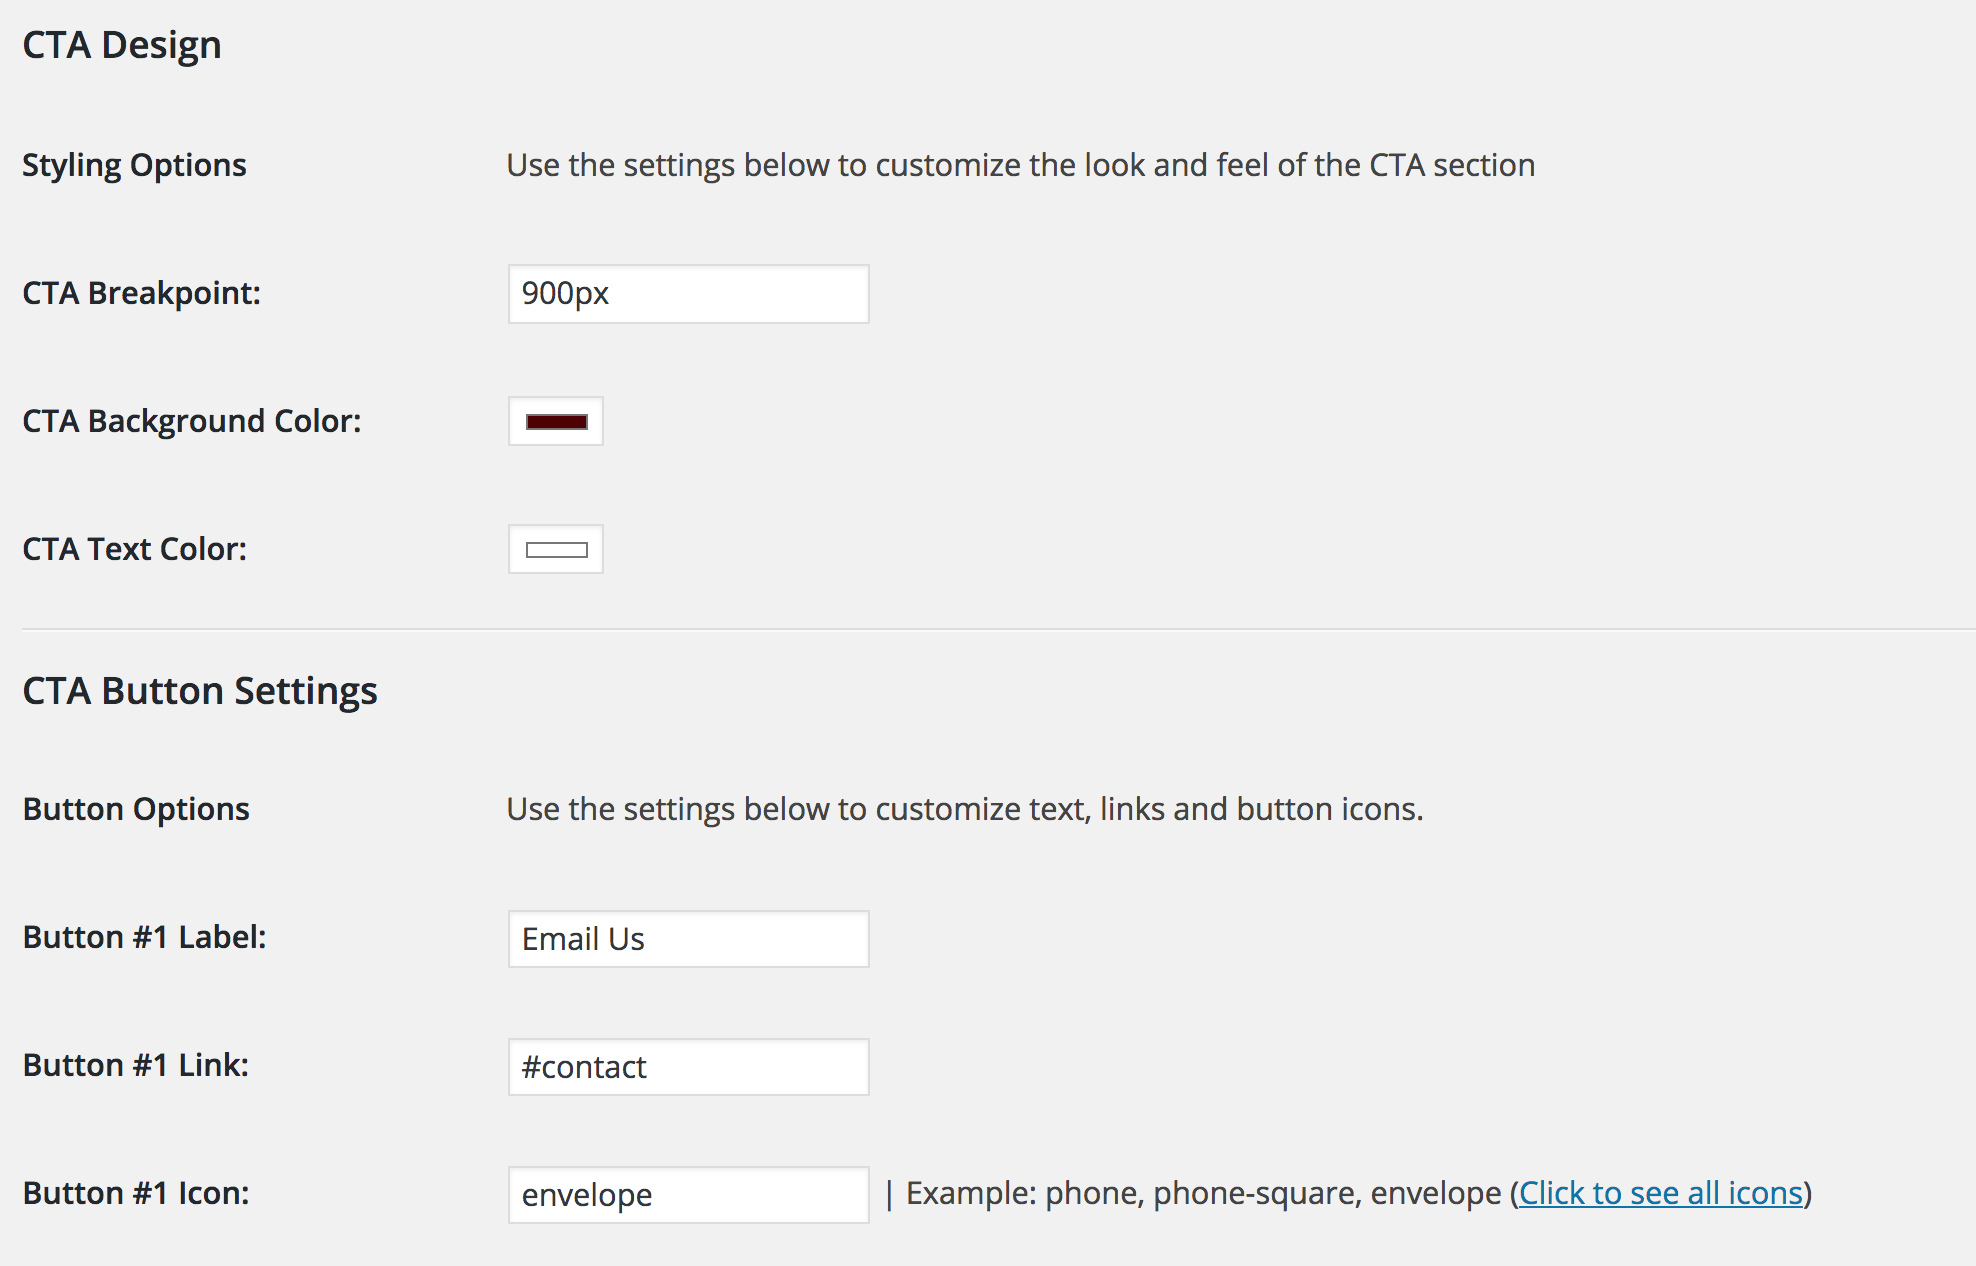 CTA Design
Styling Options Use the settings below to customize the look and feel of the CTA section
CTA Breakpoint: 900px
CTA Background Color:
CTA Text Color:
CTA Button Settings
Button Options Use the settings below to customize text, links and button icons.
Button #1 Label: Email Us
Button #1 Link: #contact
Button #1 Icon: envelope | Example: phone, phone-square, envelope (Click to see all icons)